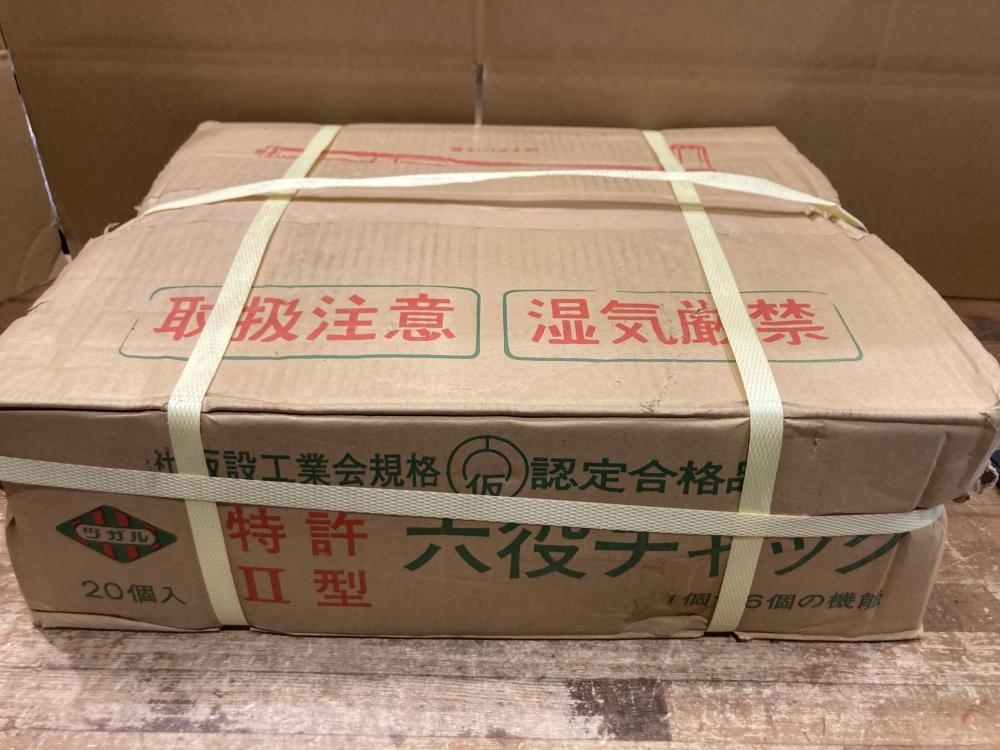 取扱注意
湿気厳禁
仮設工業会規格 仮 認定合格品
ツガル
特許 六役チャック
II型
20個入
1個で6個の機能